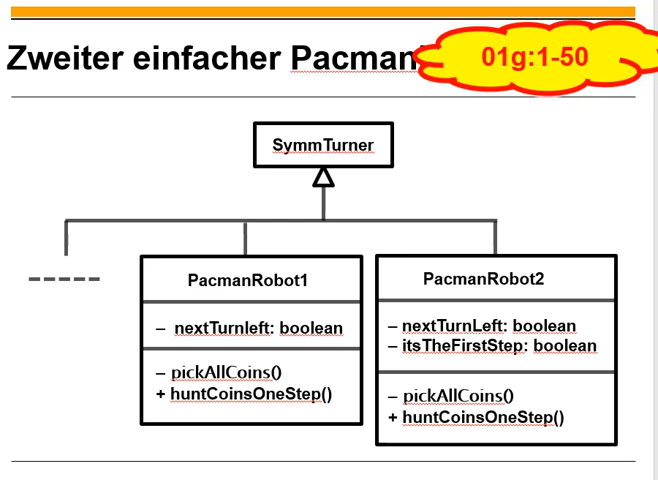 Zweiter einfacher Pacman
01g:1-50
SymmTurner
PacmanRobot1
– nextTurnleft: boolean
– pickAllCoins()
+ huntCoinsOneStep()
PacmanRobot2
– nextTurnLeft: boolean
– itsTheFirstStep: boolean
– pickAllCoins()
+ huntCoinsOneStep()